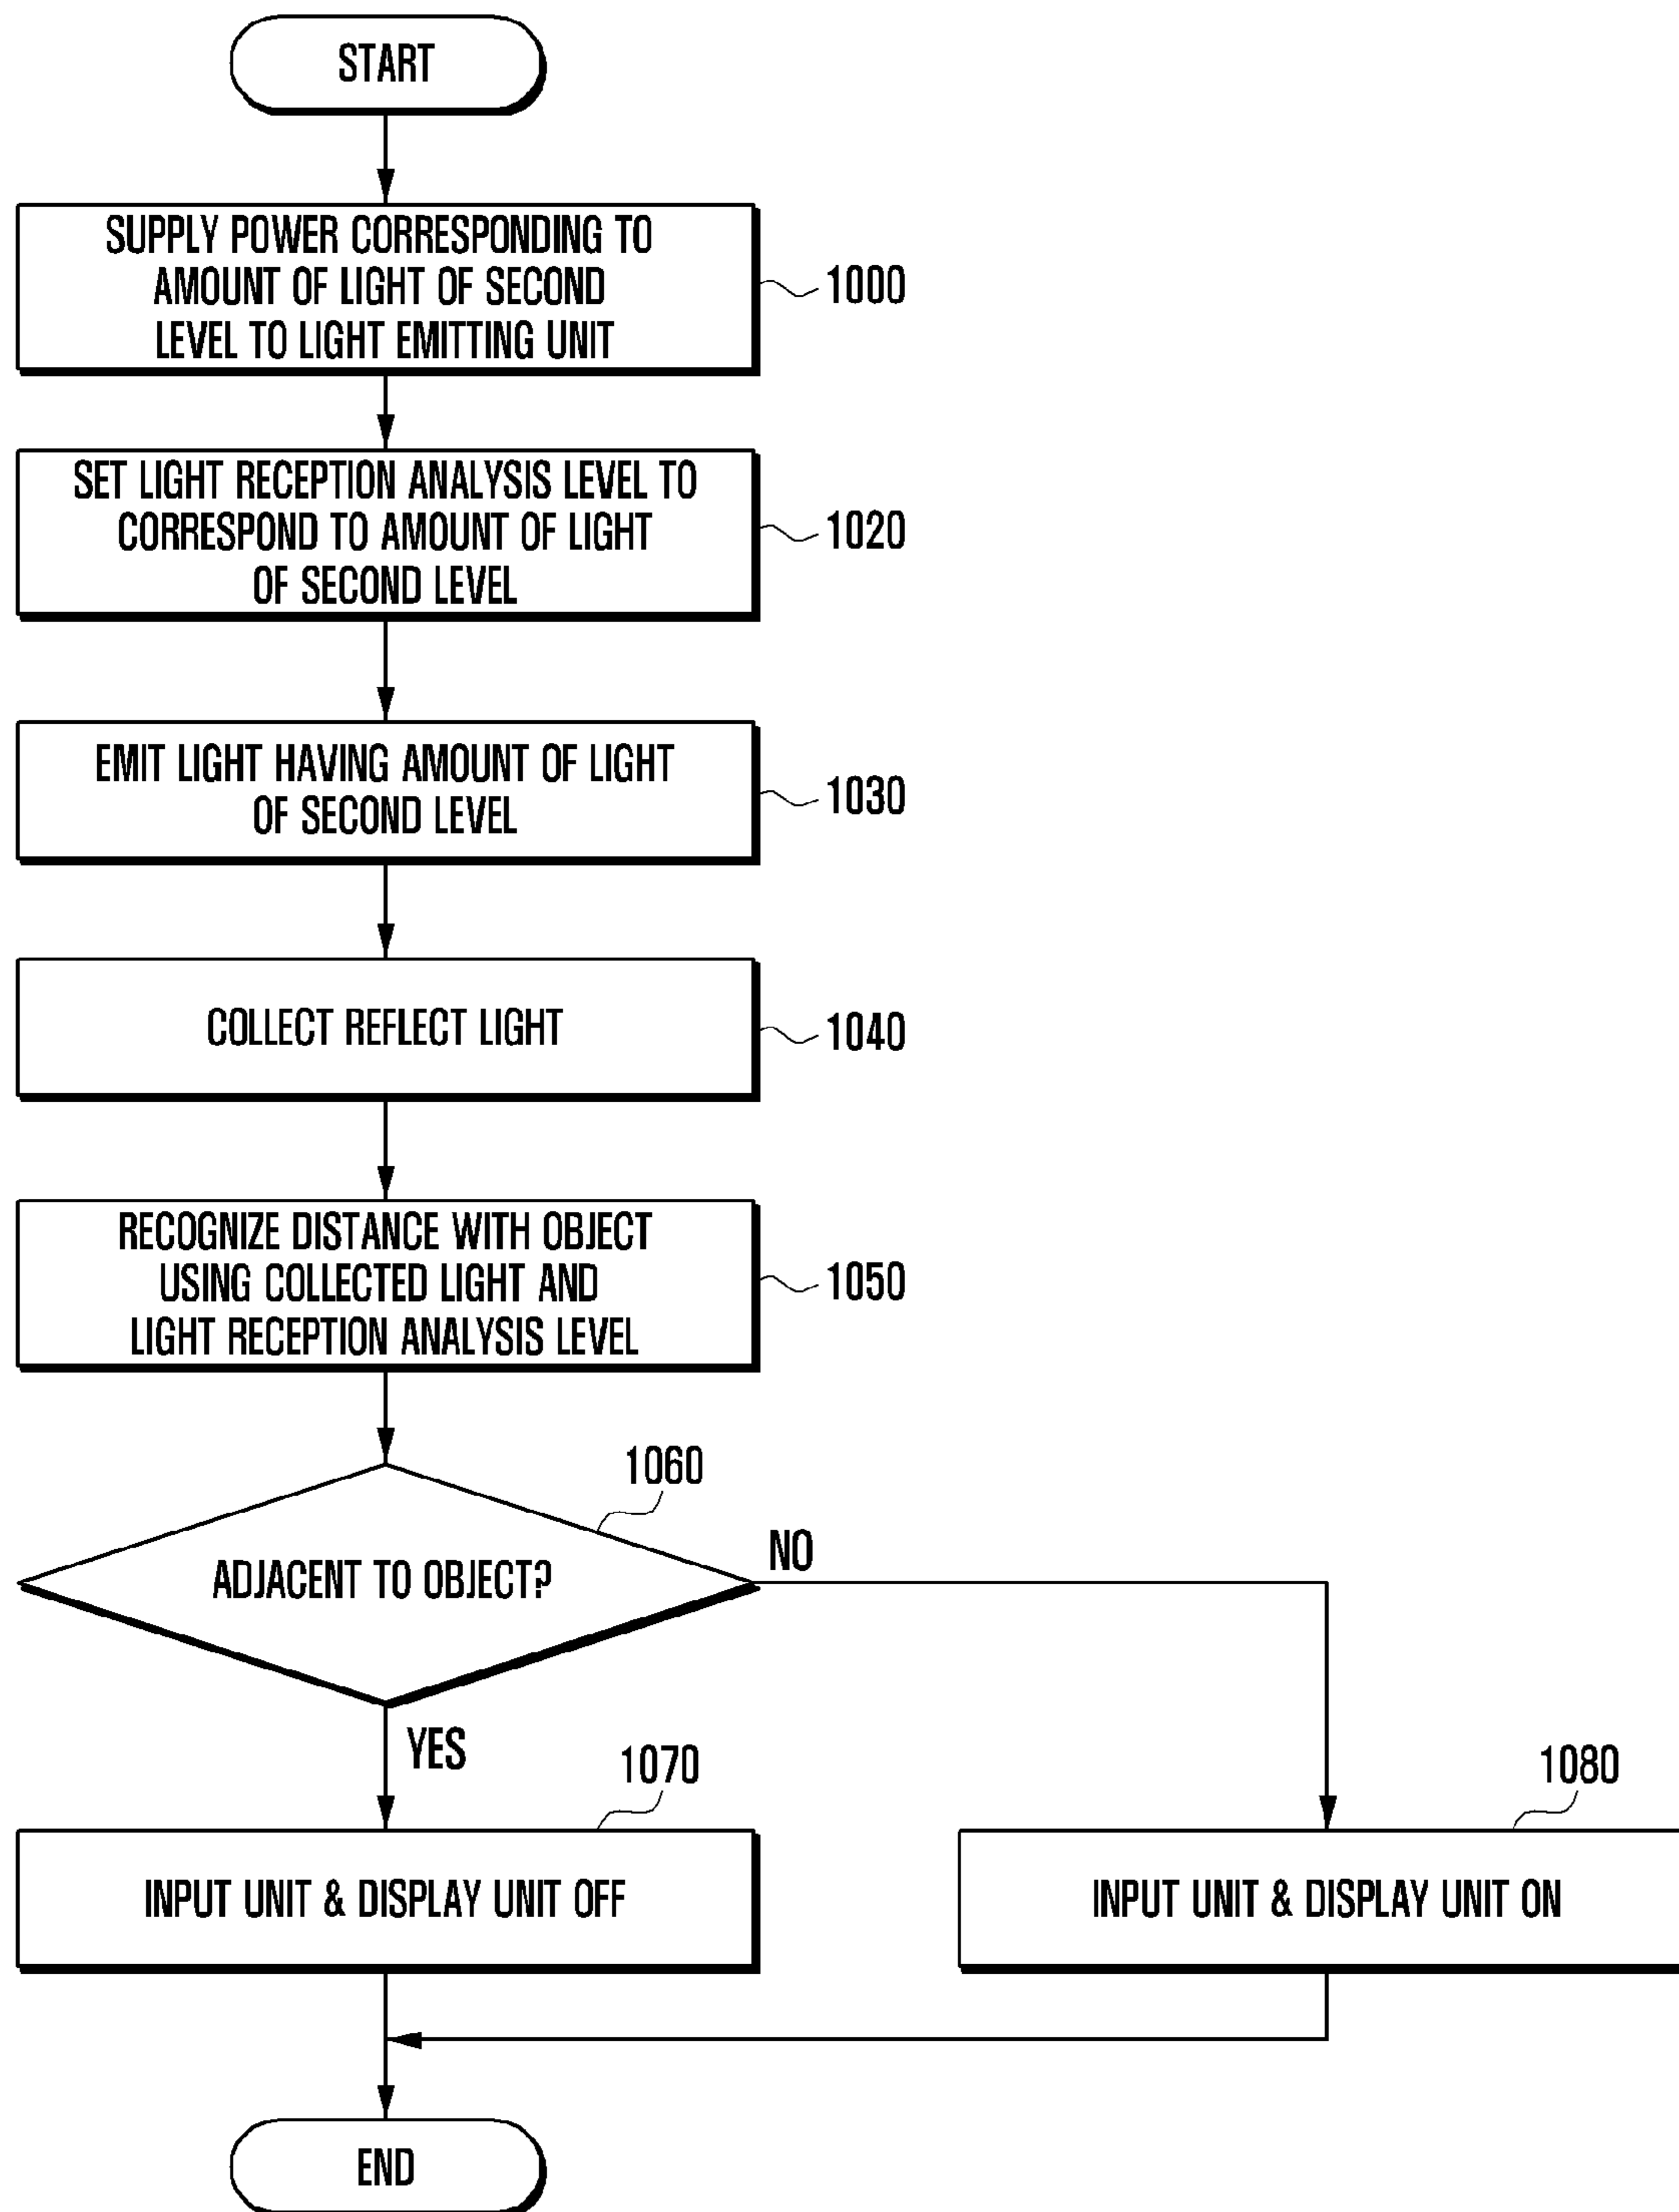 START
SUPPLY POWER CORRESPONDING TO
AMOUNT OF LIGHT OF SECOND
LEVEL TO LIGHT EMITTING UNIT
1000
SET LIGHT RECEPTION ANALYSIS LEVEL TO
CORRESPOND TO AMOUNT OF LIGHT
OF SECOND LEVEL
1020
EMIT LIGHT HAVING AMOUNT OF LIGHT
OF SECOND LEVEL
1030
COLLECT REFLECT LIGHT
1040
RECOGNIZE DISTANCE WITH OBJECT
USING COLLECTED LIGHT AND
LIGHT RECEPTION ANALYSIS LEVEL
1050
1060
ADJACENT TO OBJECT?
NO
YES
1070
1080
INPUT UNIT & DISPLAY UNIT OFF
INPUT UNIT & DISPLAY UNIT ON
END